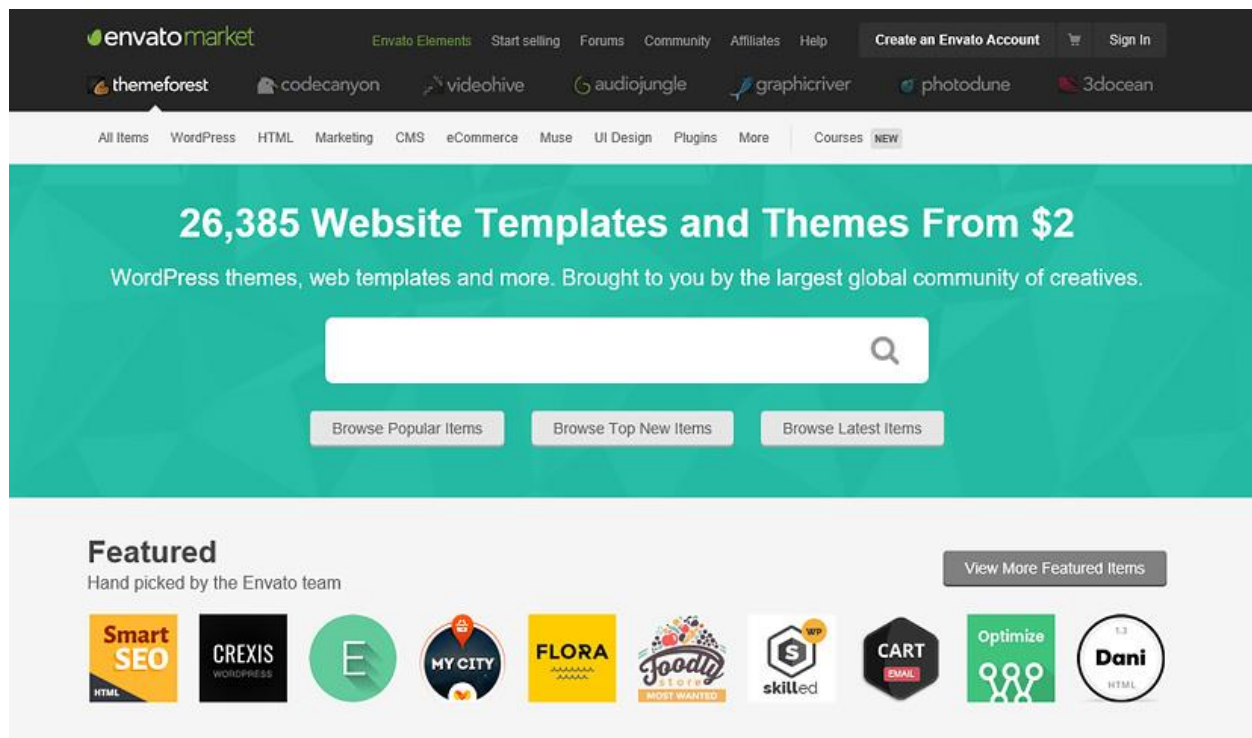 envatomarket Envato Elements Start selling Forums Community Affiliates Help Create an Envato Account Sign In
themeforest codecanyon videohive audiojungle graphicriver photodune 3docean
All Items WordPress HTML Marketing CMS eCommerce Muse UI Design Plugins More Courses NEW
26,385 Website Templates and Themes From $2
WordPress themes, web templates and more. Brought to you by the largest global community of creatives.
Browse Popular Items Browse Top New Items Browse Latest Items
Featured
Hand picked by the Envato team
View More Featured Items
Smart
SEO
HTML
CREXIS
WORDPRESS
E
MY CITY
FLORA
Foodly
store
MOST WANTED
WP
S
skilled
CART
EMAIL
Optimize
1.3
Dani
HTML